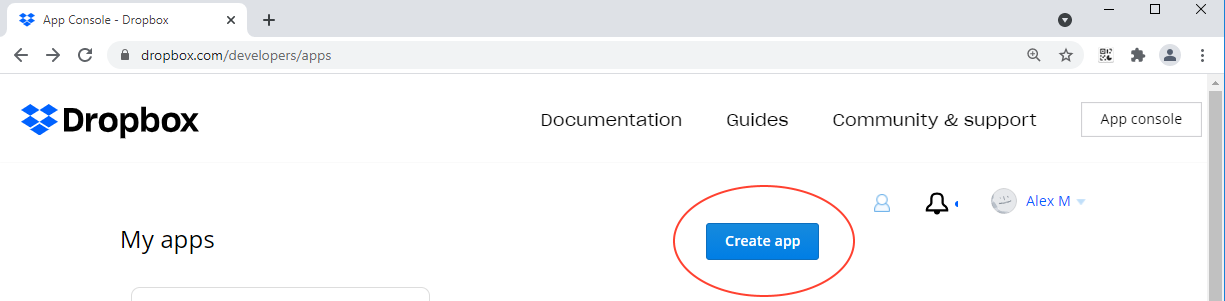 App Console - Dropbox
dropbox.com/developers/apps
Dropbox
Documentation Guides Community & support App console
Alex M
My apps Create app